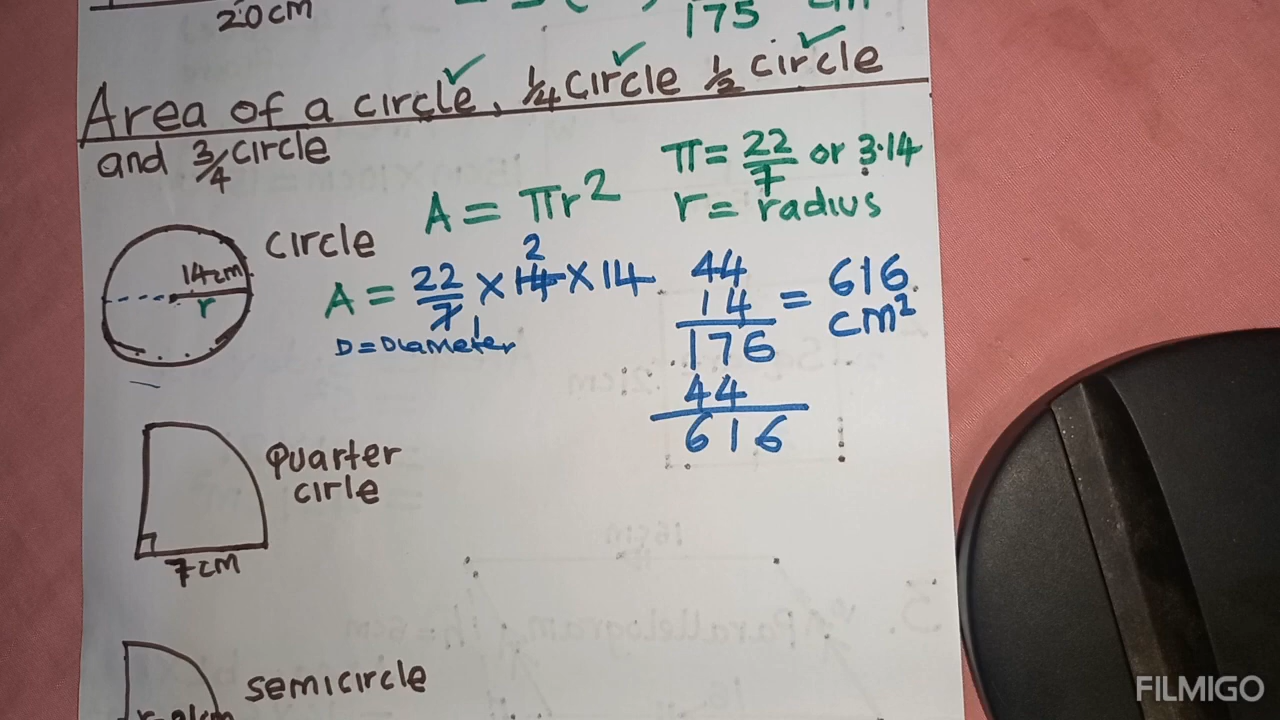 20cm
175 cm
Area of a circle, 1/4 circle 1/2 circle
and 3/4 circle
π = 22/7 or 3.14
A = πr²
r = radius
circle
14cm
r
A = 22/7 × 14 × 14
2
D = Diameter
44
14
= 616 cm²
176
44
616
quarter
cirle
7cm
semicircle
FILMIGO